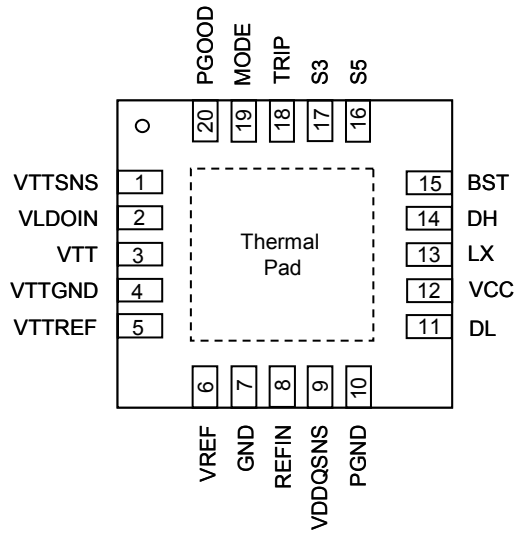 PGOOD
MODE
TRIP
S3
S5
20
19
18
17
16
VTTSNS 1
VLDOIN 2
VTT 3
VTTGND 4
VTTREF 5
Thermal
Pad
15 BST
14 DH
13 LX
12 VCC
11 DL
6
7
8
9
10
VREF
GND
REFIN
VDDQSNS
PGND